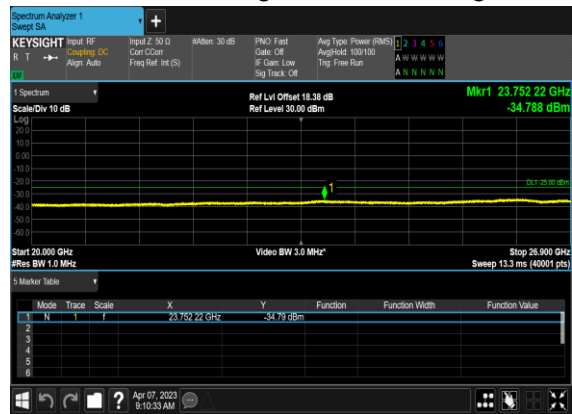 Spectrum Analyzer 1
Swept SA
+
KEYSIGHT Input: RF Input Z: 50 Ω #Atten: 30 dB PNO: Fast Avg Type: Power (RMS) 1 2 3 4 5 6
R T Coupling: DC Corr CCorr Gate: Off Avg|Hold: 100/100 A W W W W W
Align: Auto Freq Ref: Int (S) IF Gain: Low Trig: Free Run
Sig Track: Off A N N N N N
1 Spectrum Ref Lvl Offset 18.38 dB Mkr1 23.752 22 GHz
Scale/Div 10 dB Ref Level 30.00 dBm -34.788 dBm
Log
20.0
10.0
0.00
-10.0
-20.0
DL1 -25.00 dBm
1
-30.0
-40.0
-50.0
-60.0
Start 20.000 GHz Video BW 3.0 MHz* Stop 26.900 GHz
#Res BW 1.0 MHz Sweep 13.3 ms (40001 pts)
5 Marker Table
Mode Trace Scale X Y Function Function Width Function Value
1 N 1 f 23.752 22 GHz -34.79 dBm
2
3
4
5
6
? Apr 07, 2023
9:10:33 AM